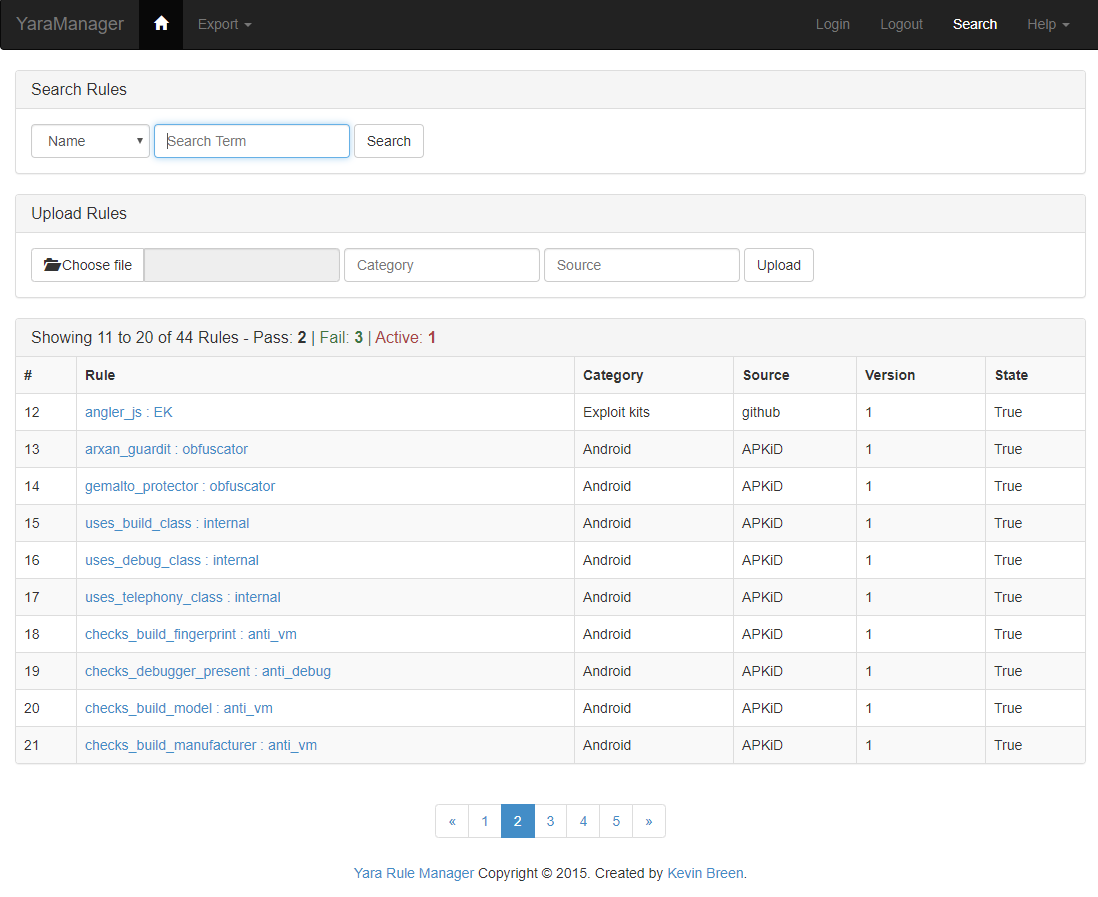 YaraManager Export Login Logout Search Help
Search Rules
Name Search Term Search
Upload Rules
Choose file Category Source Upload
Showing 11 to 20 of 44 Rules - Pass: 2 | Fail: 3 | Active: 1
# Rule Category Source Version State
12 angler_js : EK Exploit kits github 1 True
13 arxan_guardit : obfuscator Android APKiD 1 True
14 gemalto_protector : obfuscator Android APKiD 1 True
15 uses_build_class : internal Android APKiD 1 True
16 uses_debug_class : internal Android APKiD 1 True
17 uses_telephony_class : internal Android APKiD 1 True
18 checks_build_fingerprint : anti_vm Android APKiD 1 True
19 checks_debugger_present : anti_debug Android APKiD 1 True
20 checks_build_model : anti_vm Android APKiD 1 True
21 checks_build_manufacturer : anti_vm Android APKiD 1 True
« 1 2 3 4 5 »
Yara Rule Manager Copyright © 2015. Created by Kevin Breen.